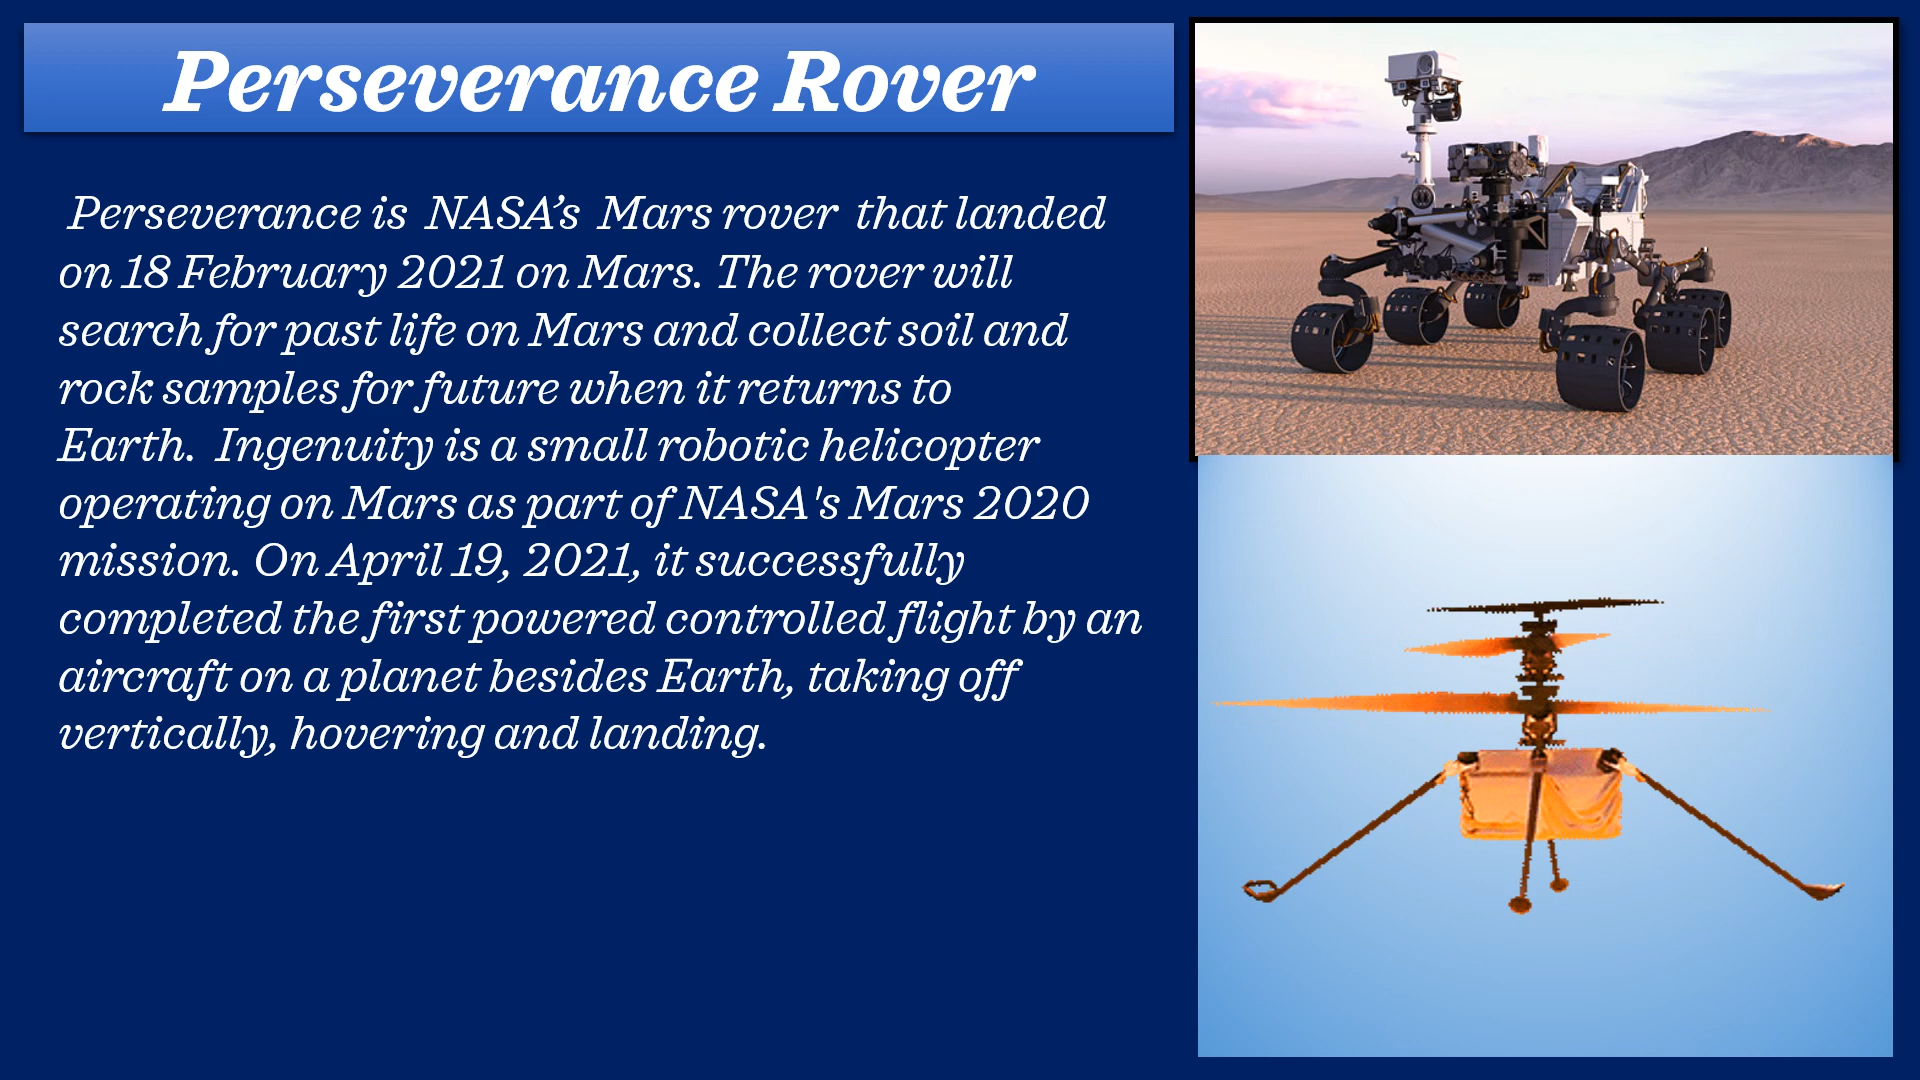 Perseverance Rover
Perseverance is NASA’s Mars rover that landed
on 18 February 2021 on Mars. The rover will
search for past life on Mars and collect soil and
rock samples for future when it returns to
Earth. Ingenuity is a small robotic helicopter
operating on Mars as part of NASA's Mars 2020
mission. On April 19, 2021, it successfully
completed the first powered controlled flight by an
aircraft on a planet besides Earth, taking off
vertically, hovering and landing.